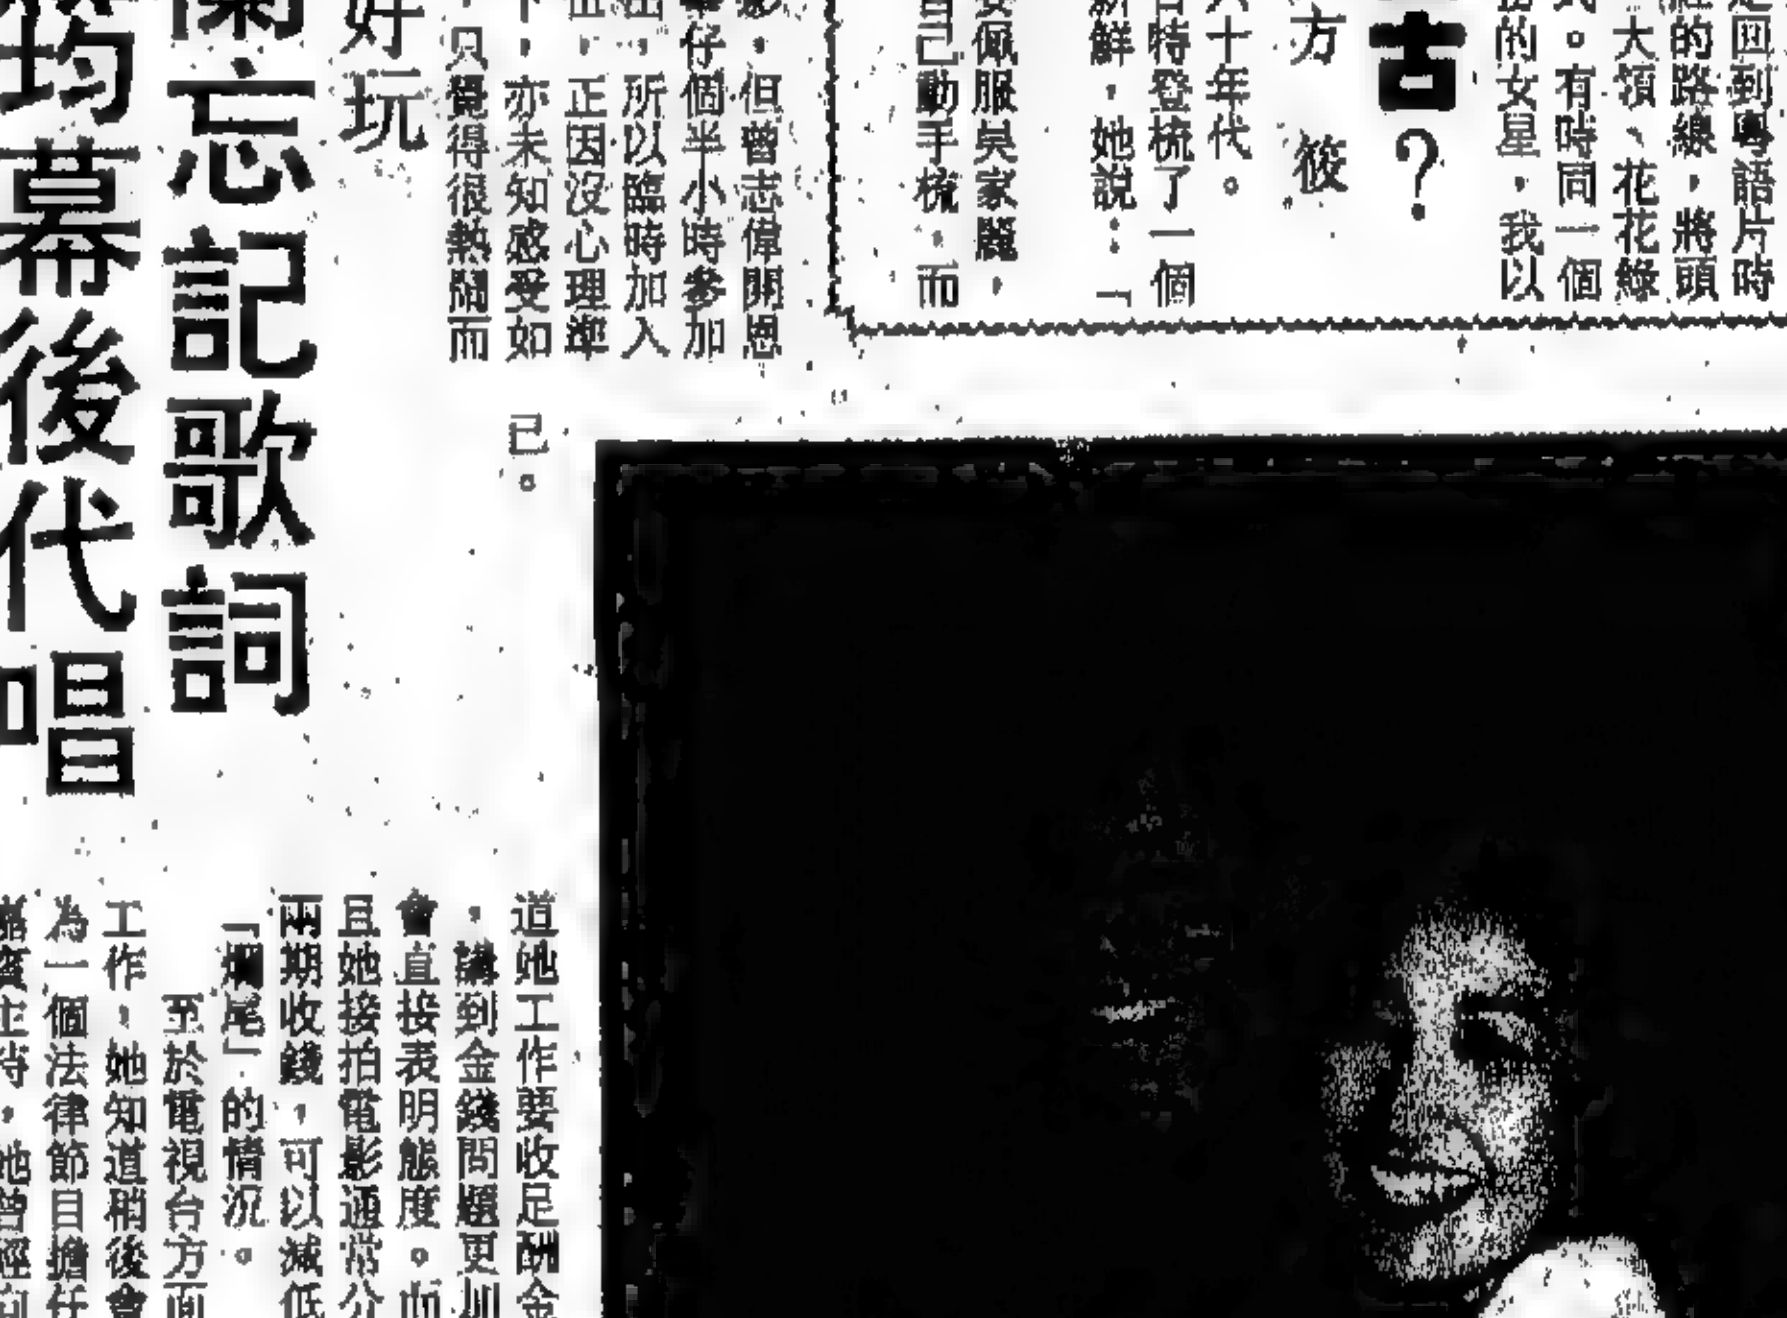 回到粵語片時
的路線，將頭
大領、花花綠
。有時同一個
的女星，我以
古？
方　筱
十年代。
特登梳了一個
新鮮，她說：「
佩服吳家麗，
自己動手梳，而
，但曾志偉開恩
仔個半小時參加
，所以臨時加入
，正因沒心理準
，亦未知感受如
，只覺得很熱鬧而
已。
好玩
忘記歌詞
均幕後代唱
道她工作要收足酬金
，講到金錢問題更加
會直接表明態度。而
且她接拍電影通常分
兩期收錢，可以減低
「爛尾」的情況。
至於電視台方面
工作，她知道稍後會
為一個法律節目擔任
主持，她曾經